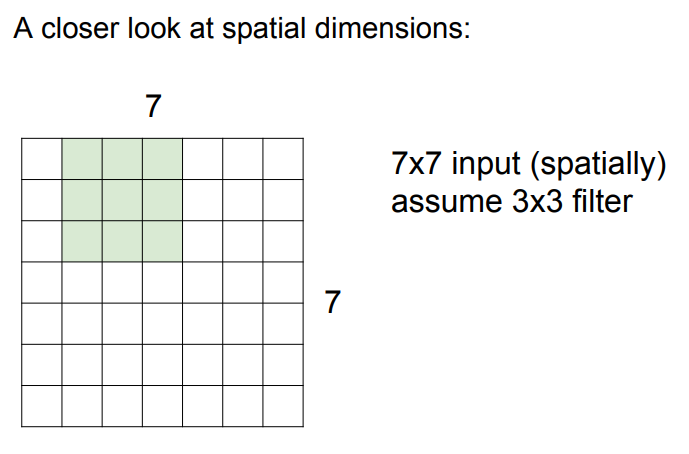 A closer look at spatial dimensions:
7
7x7 input (spatially)
assume 3x3 filter
7